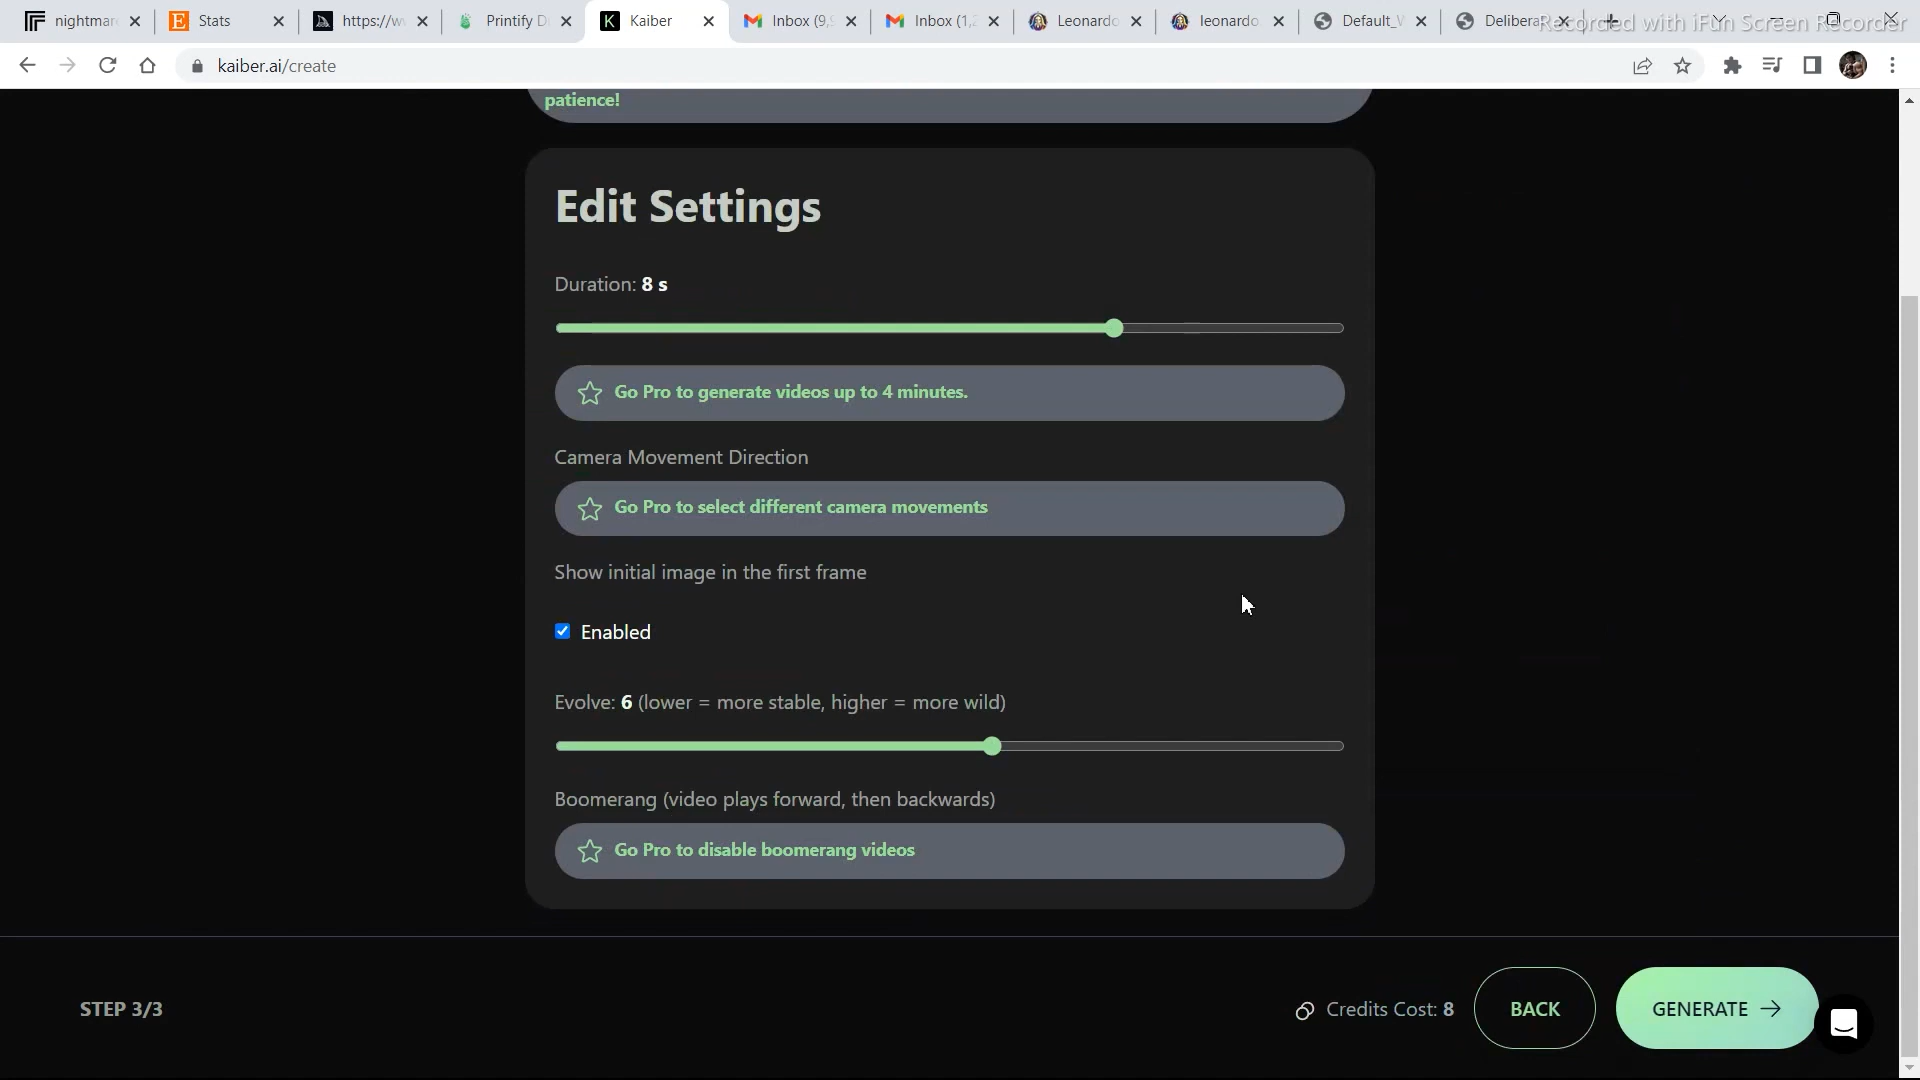 nightmar
Stats
https://w
Printify D
Kaiber
Inbox (9,
Inbox (1,
Leonardo
leonardo
Default_
Delibera
Recorded with iFun Screen Recorder
kaiber.ai/create
patience!
Edit Settings
Duration: 8 s
Go Pro to generate videos up to 4 minutes.
Camera Movement Direction
Go Pro to select different camera movements
Show initial image in the first frame
Enabled
Evolve: 6 (lower = more stable, higher = more wild)
Boomerang (video plays forward, then backwards)
Go Pro to disable boomerang videos
STEP 3/3
Credits Cost: 8
BACK
GENERATE